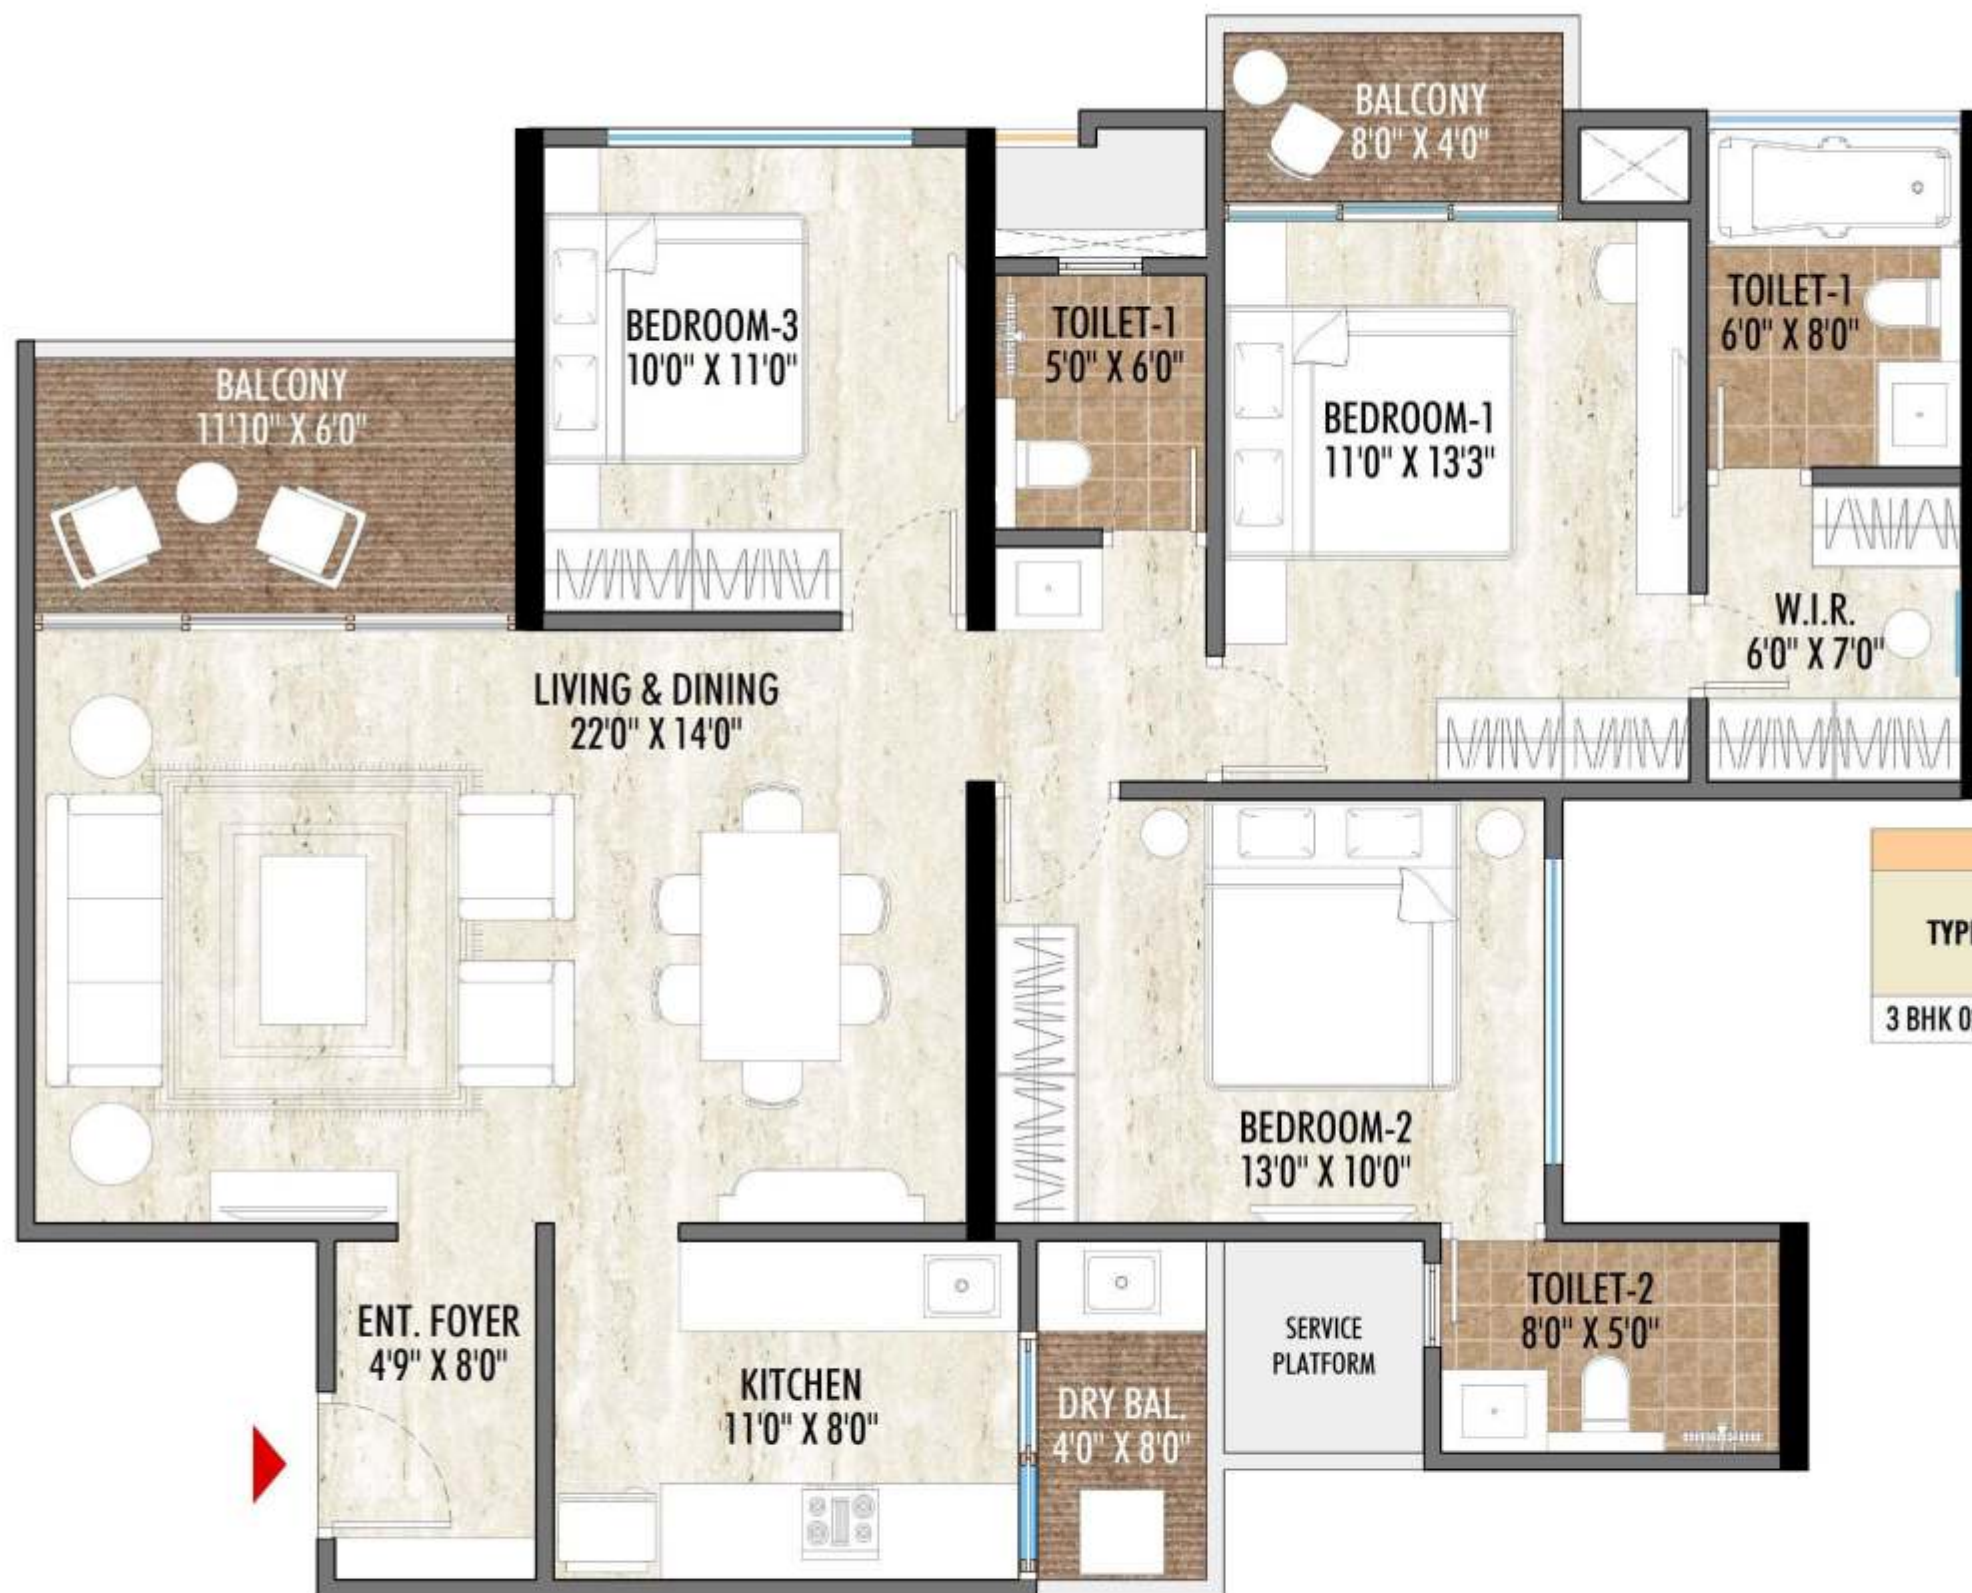 BALCONY
8'0" X 4'0"
BEDROOM-3
10'0" X 11'0"
TOILET-1
5'0" X 6'0"
TOILET-1
6'0" X 8'0"
BALCONY
11'10" X 6'0"
BEDROOM-1
11'0" X 13'3"
W.I.R.
6'0" X 7'0"
LIVING & DINING
22'0" X 14'0"
3 BHK
BEDROOM-2
13'0" X 10'0"
ENT. FOYER
4'9" X 8'0"
KITCHEN
11'0" X 8'0"
DRY BAL.
4'0" X 8'0"
SERVICE
PLATFORM
TOILET-2
8'0" X 5'0"